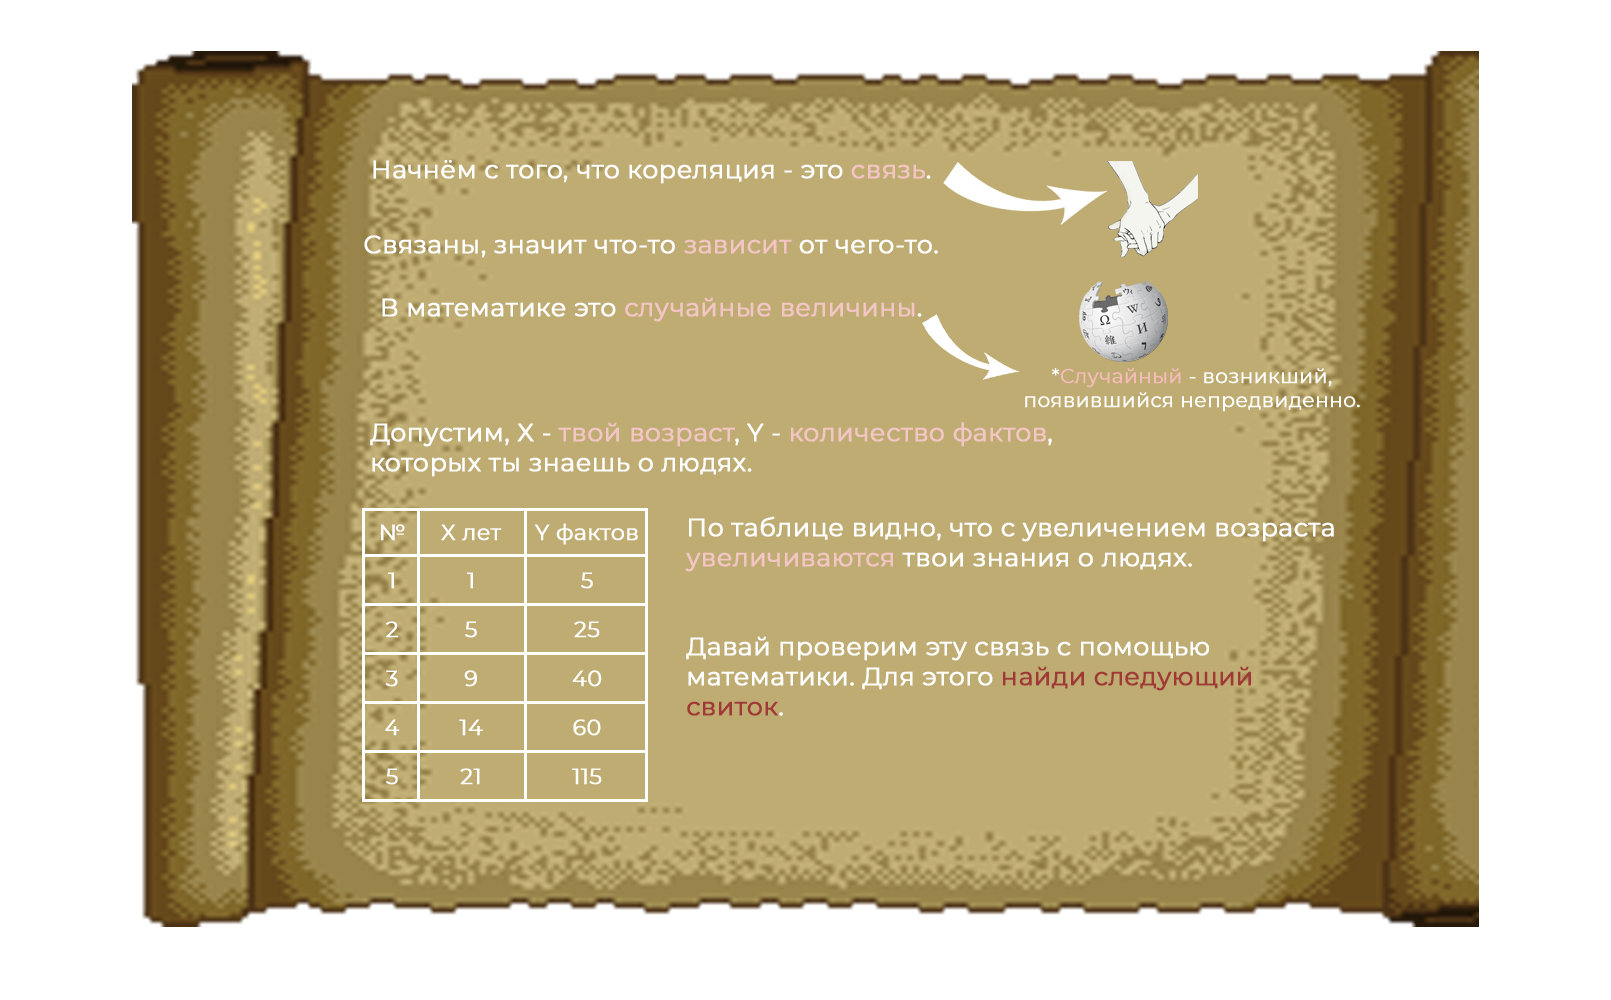 Начнём с того, что кореляция - это связь.
Связаны, значит что-то зависит от чего-то.
В математике это случайные величины.
*Случайный - возникший,
появившийся непредвиденно.
Допустим, X - твой возраст, Y - количество фактов,
которых ты знаешь о людях.
№ X лет Y фактов
1 1 5
2 5 25
3 9 40
4 14 60
5 21 115
По таблице видно, что с увеличением возраста
увеличиваются твои знания о людях.
Давай проверим эту связь с помощью
математики. Для этого найди следующий
свиток.